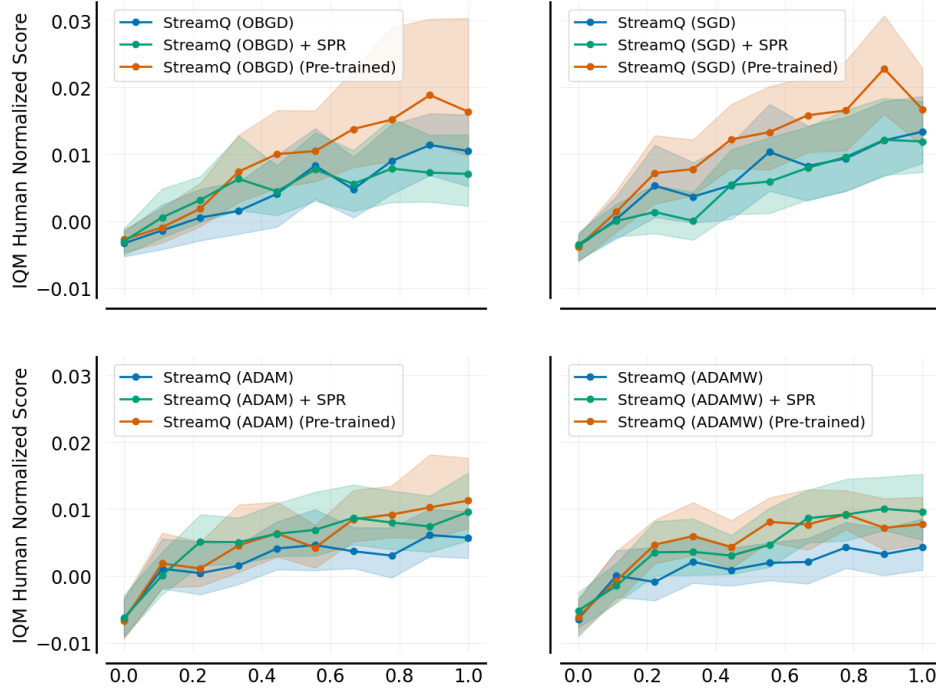 IQM Human Normalized Score
0.03
0.02
0.01
0.00
−0.01
StreamQ (OBGD)
StreamQ (OBGD) + SPR
StreamQ (OBGD) (Pre-trained)
StreamQ (SGD)
StreamQ (SGD) + SPR
StreamQ (SGD) (Pre-trained)
IQM Human Normalized Score
0.03
0.02
0.01
0.00
−0.01
StreamQ (ADAM)
StreamQ (ADAM) + SPR
StreamQ (ADAM) (Pre-trained)
0.0 0.2 0.4 0.6 0.8 1.0
StreamQ (ADAMW)
StreamQ (ADAMW) + SPR
StreamQ (ADAMW) (Pre-trained)
0.0 0.2 0.4 0.6 0.8 1.0